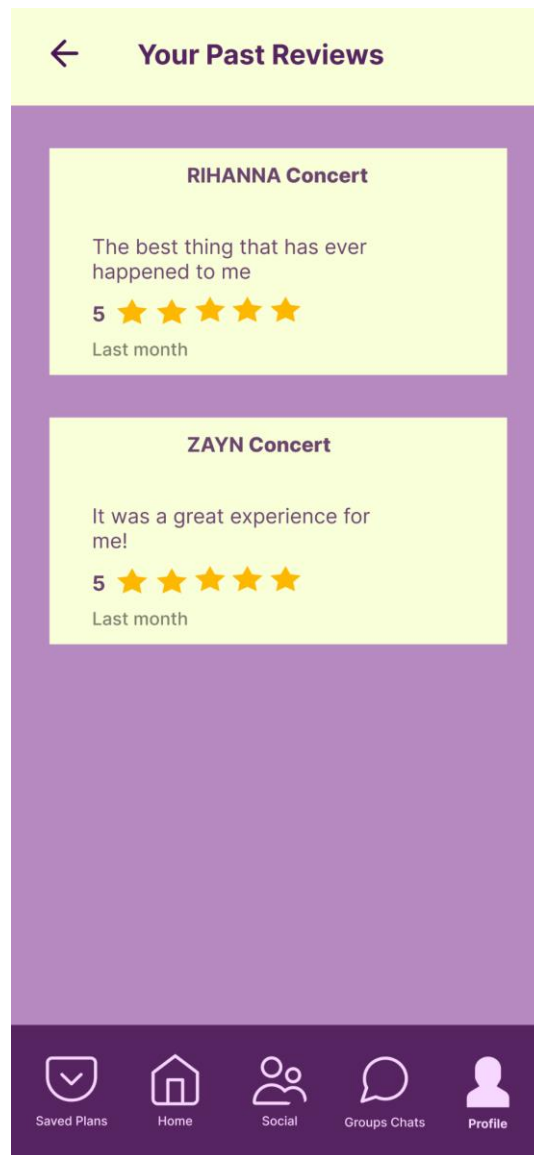 Your Past Reviews
RIHANNA Concert
The best thing that has ever
happened to me
5
Last month
ZAYN Concert
It was a great experience for
me!
5
Last month
Saved Plans
Home
Social
Groups Chats
Profile